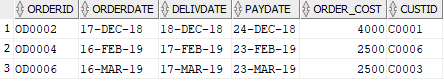 ORDERID ORDERDATE DELIVDATE PAYDATE ORDER_COST CUSTID
1 OD0002 17-DEC-18 18-DEC-18 24-DEC-18 4000 C0001
2 OD0004 16-FEB-19 17-FEB-19 23-FEB-19 2500 C0006
3 OD0006 16-MAR-19 17-MAR-19 23-MAR-19 2500 C0003